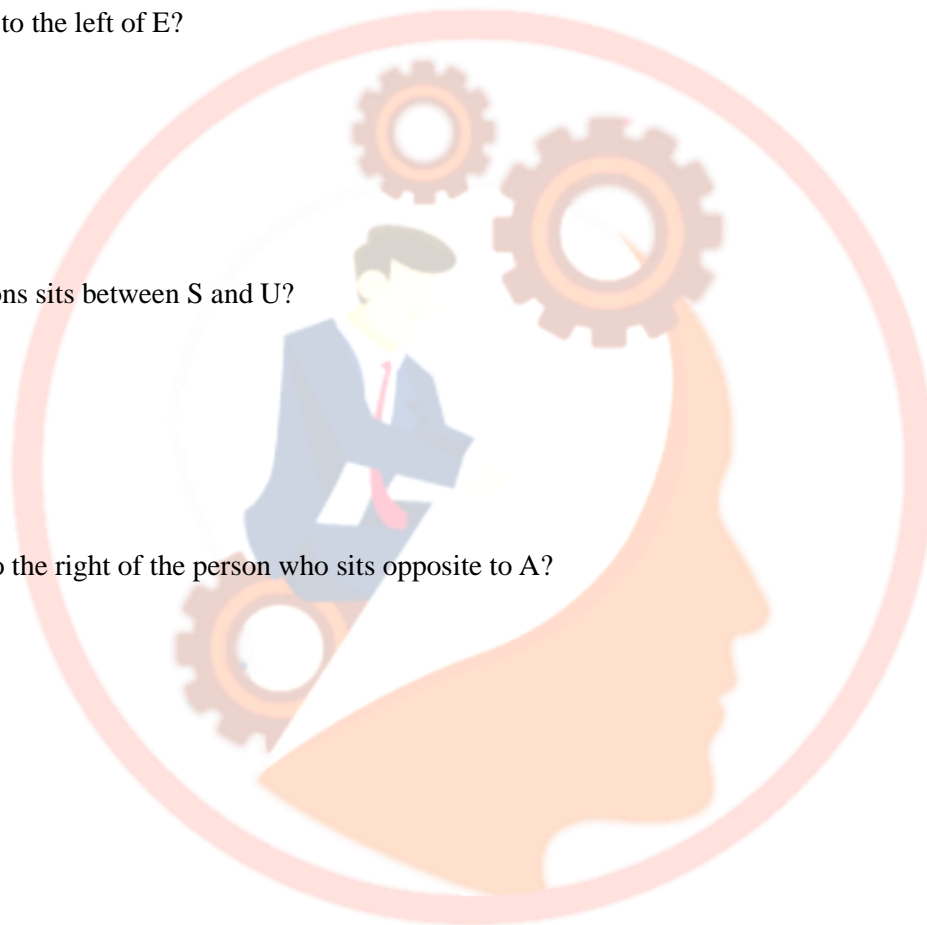 to the left of E?
ons sits between S and U?
the right of the person who sits opposite to A?